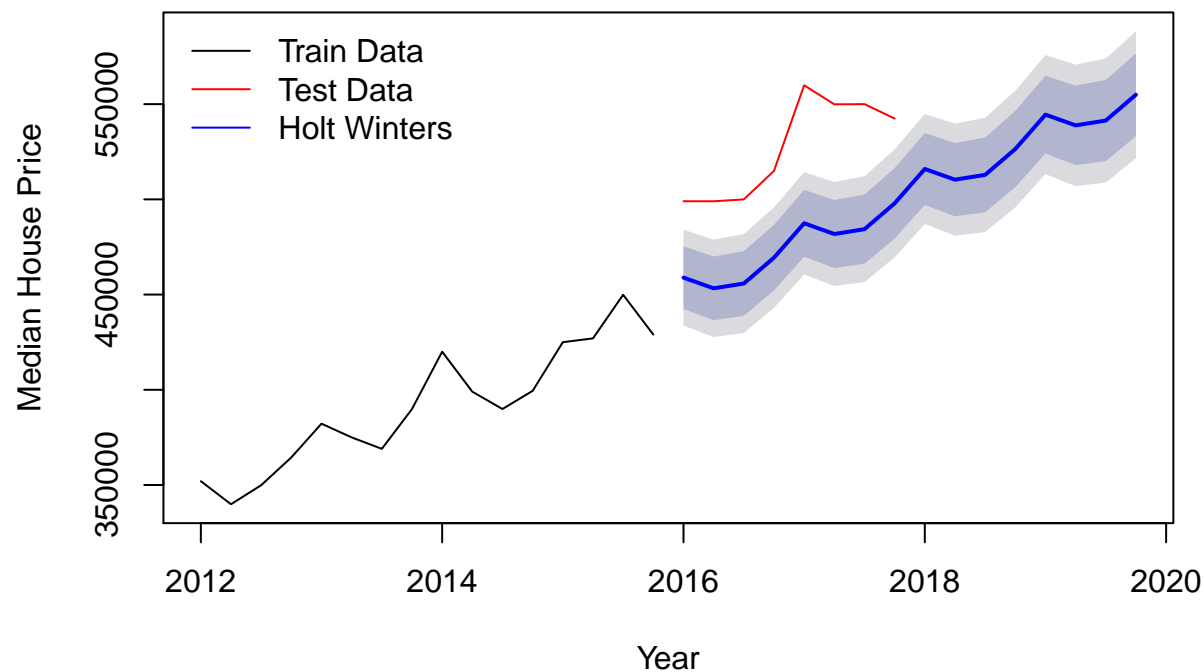 Train Data
Test Data
Holt Winters
Median House Price
550000
450000
350000
2012 2014 2016 2018 2020
Year